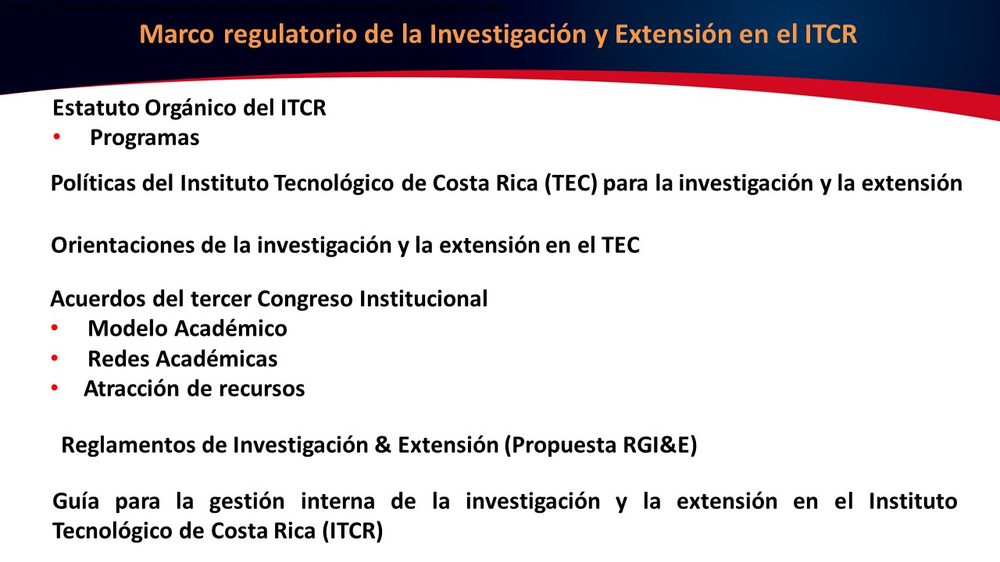 Marco regulatorio de la Investigación y Extensión en el ITCR
Estatuto Orgánico del ITCR
• Programas
Políticas del Instituto Tecnológico de Costa Rica (TEC) para la investigación y la extensión
Orientaciones de la investigación y la extensión en el TEC
Acuerdos del tercer Congreso Institucional
• Modelo Académico
• Redes Académicas
• Atracción de recursos
Reglamentos de Investigación & Extensión (Propuesta RGI&E)
Guía para la gestión interna de la investigación y la extensión en el Instituto
Tecnológico de Costa Rica (ITCR)